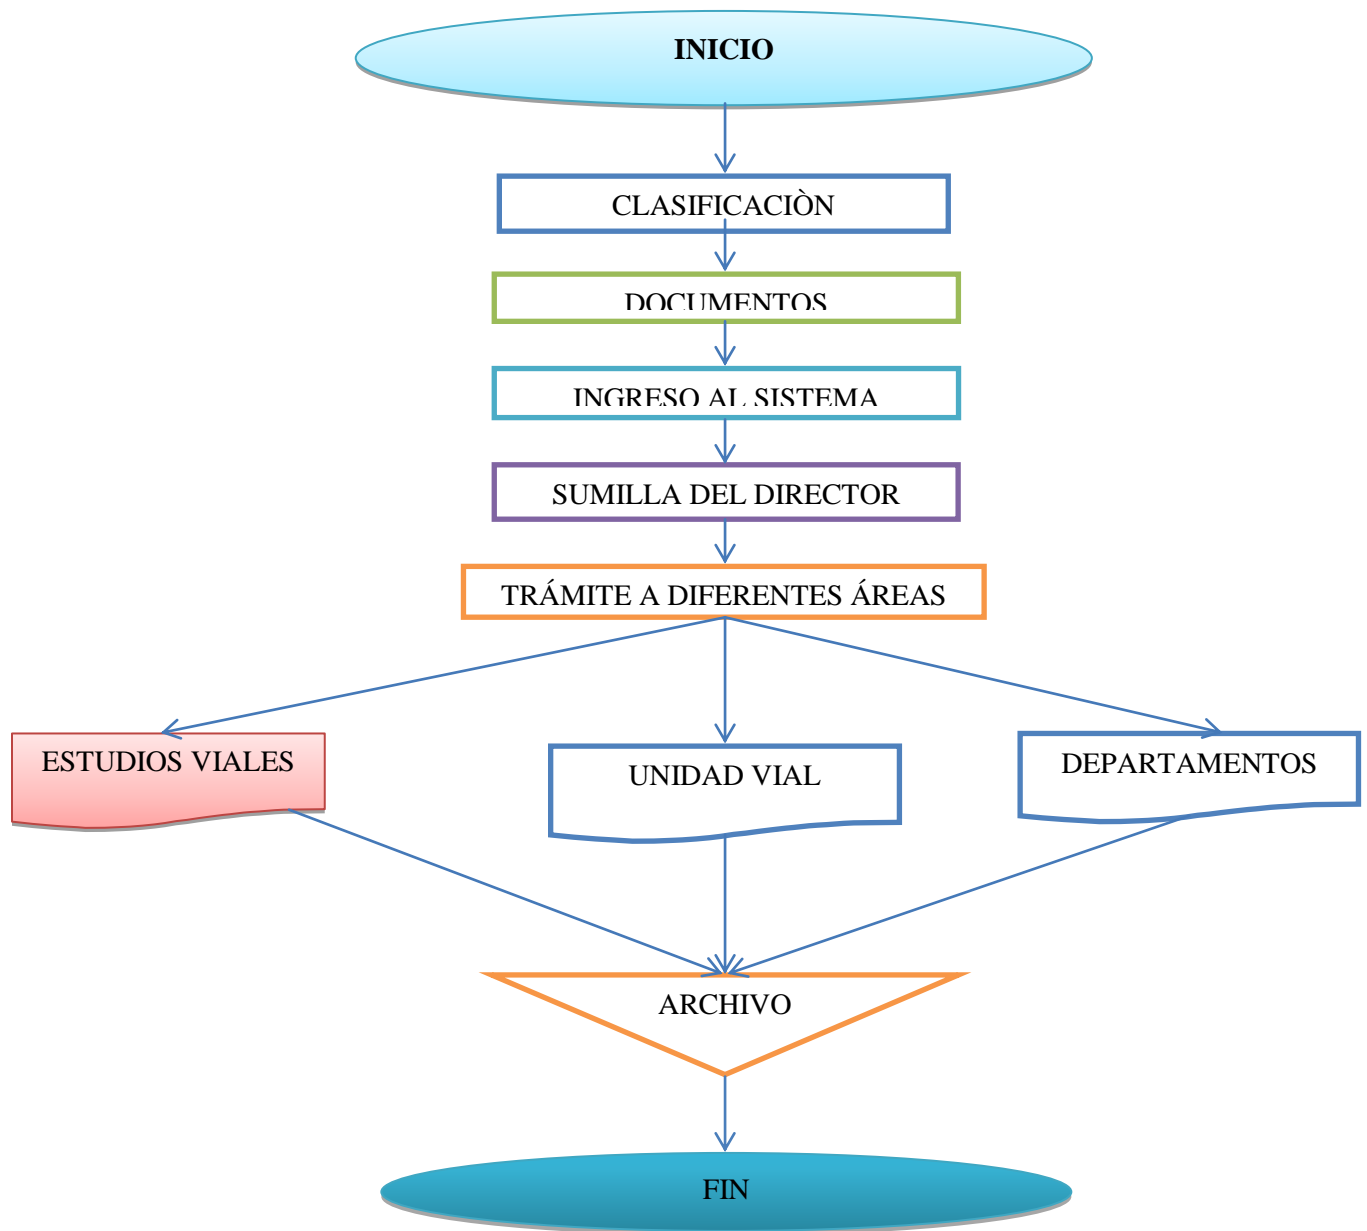 INICIO
CLASIFICACIÒN
DOCUMENTOS
INGRESO AL SISTEMA
SUMILLA DEL DIRECTOR
TRÁMITE A DIFERENTES ÁREAS
ESTUDIOS VIALES
UNIDAD VIAL
DEPARTAMENTOS
ARCHIVO
FIN